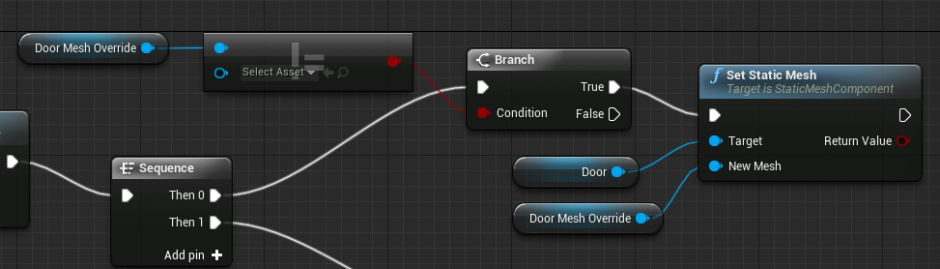 Door Mesh Override
!=
Select Asset
Branch
True
Condition
False
Set Static Mesh
Target is StaticMeshComponent
Target
Return Value
New Mesh
Door
Door Mesh Override
Sequence
Then 0
Then 1
Add pin